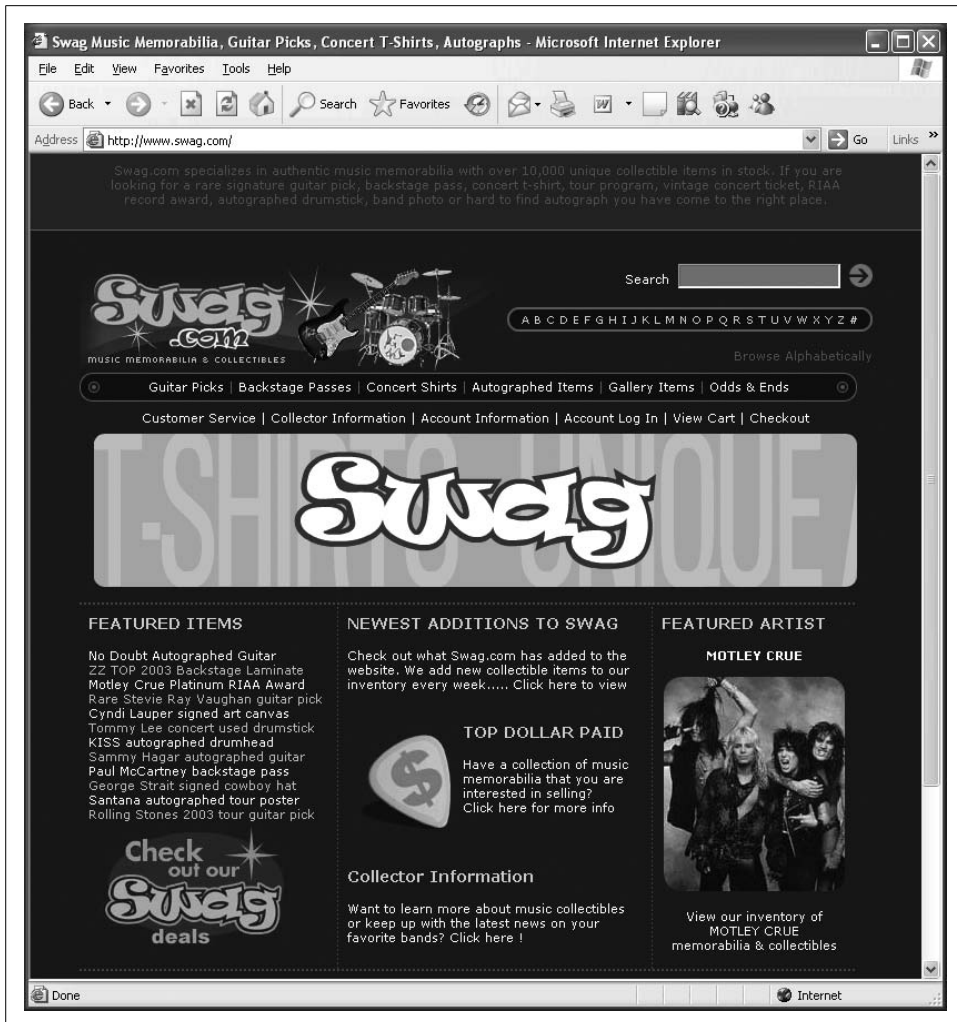 Swag Music Memorabilia, Guitar Picks, Concert T-Shirts, Autographs - Microsoft Internet Explorer
File Edit View Favorites Tools Help
Back Search Favorites
Address http://www.swag.com/ Go Links »
Swag.com specializes in authentic music memorabilia with over 10,000 unique collectible items in stock. If you are
looking for a rare signature guitar pick, backstage pass, concert t-shirt, tour program, vintage concert ticket, RIAA
record award, autographed drumstick, band photo or hard to find autograph you have come to the right place.
Swag
.com
MUSIC MEMORABILIA & COLLECTIBLES
Search
A B C D E F G H I J K L M N O P Q R S T U V W X Y Z #
Browse Alphabetically
Guitar Picks | Backstage Passes | Concert Shirts | Autographed Items | Gallery Items | Odds & Ends
Customer Service | Collector Information | Account Information | Account Log In | View Cart | Checkout
T-SHIRTS UNIQUE A
Swag
FEATURED ITEMS
No Doubt Autographed Guitar
ZZ TOP 2003 Backstage Laminate
Motley Crue Platinum RIAA Award
Rare Stevie Ray Vaughan guitar pick
Cyndi Lauper signed art canvas
Tommy Lee concert used drumstick
KISS autographed drumhead
Sammy Hagar autographed guitar
Paul McCartney backstage pass
George Strait signed cowboy hat
Santana autographed tour poster
Rolling Stones 2003 tour guitar pick
Check
out our
Swag
deals
NEWEST ADDITIONS TO SWAG
Check out what Swag.com has added to the
website. We add new collectible items to our
inventory every week..... Click here to view
$
TOP DOLLAR PAID
Have a collection of music
memorabilia that you are
interested in selling?
Click here for more info
Collector Information
Want to learn more about music collectibles
or keep up with the latest news on your
favorite bands? Click here !
FEATURED ARTIST
MOTLEY CRUE
View our inventory of
MOTLEY CRUE
memorabilia & collectibles
Done Internet